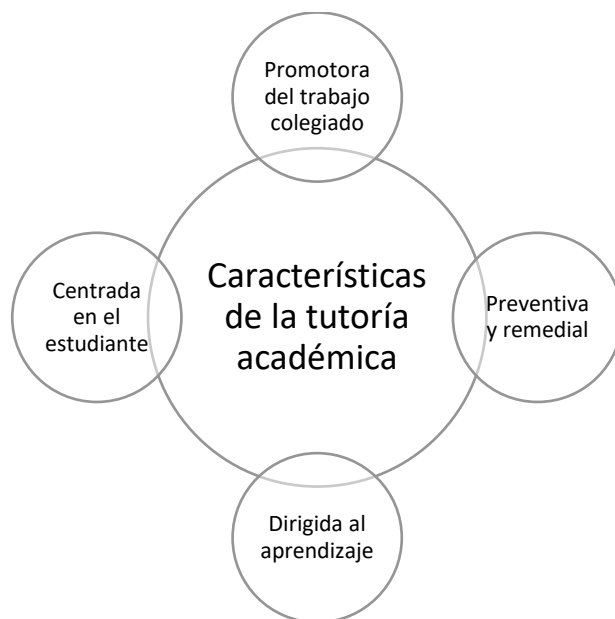 Promotora
del trabajo
colegiado
Centrada
en el
estudiante
Características
de la tutoría
académica
Preventiva
y remedial
Dirigida al
aprendizaje